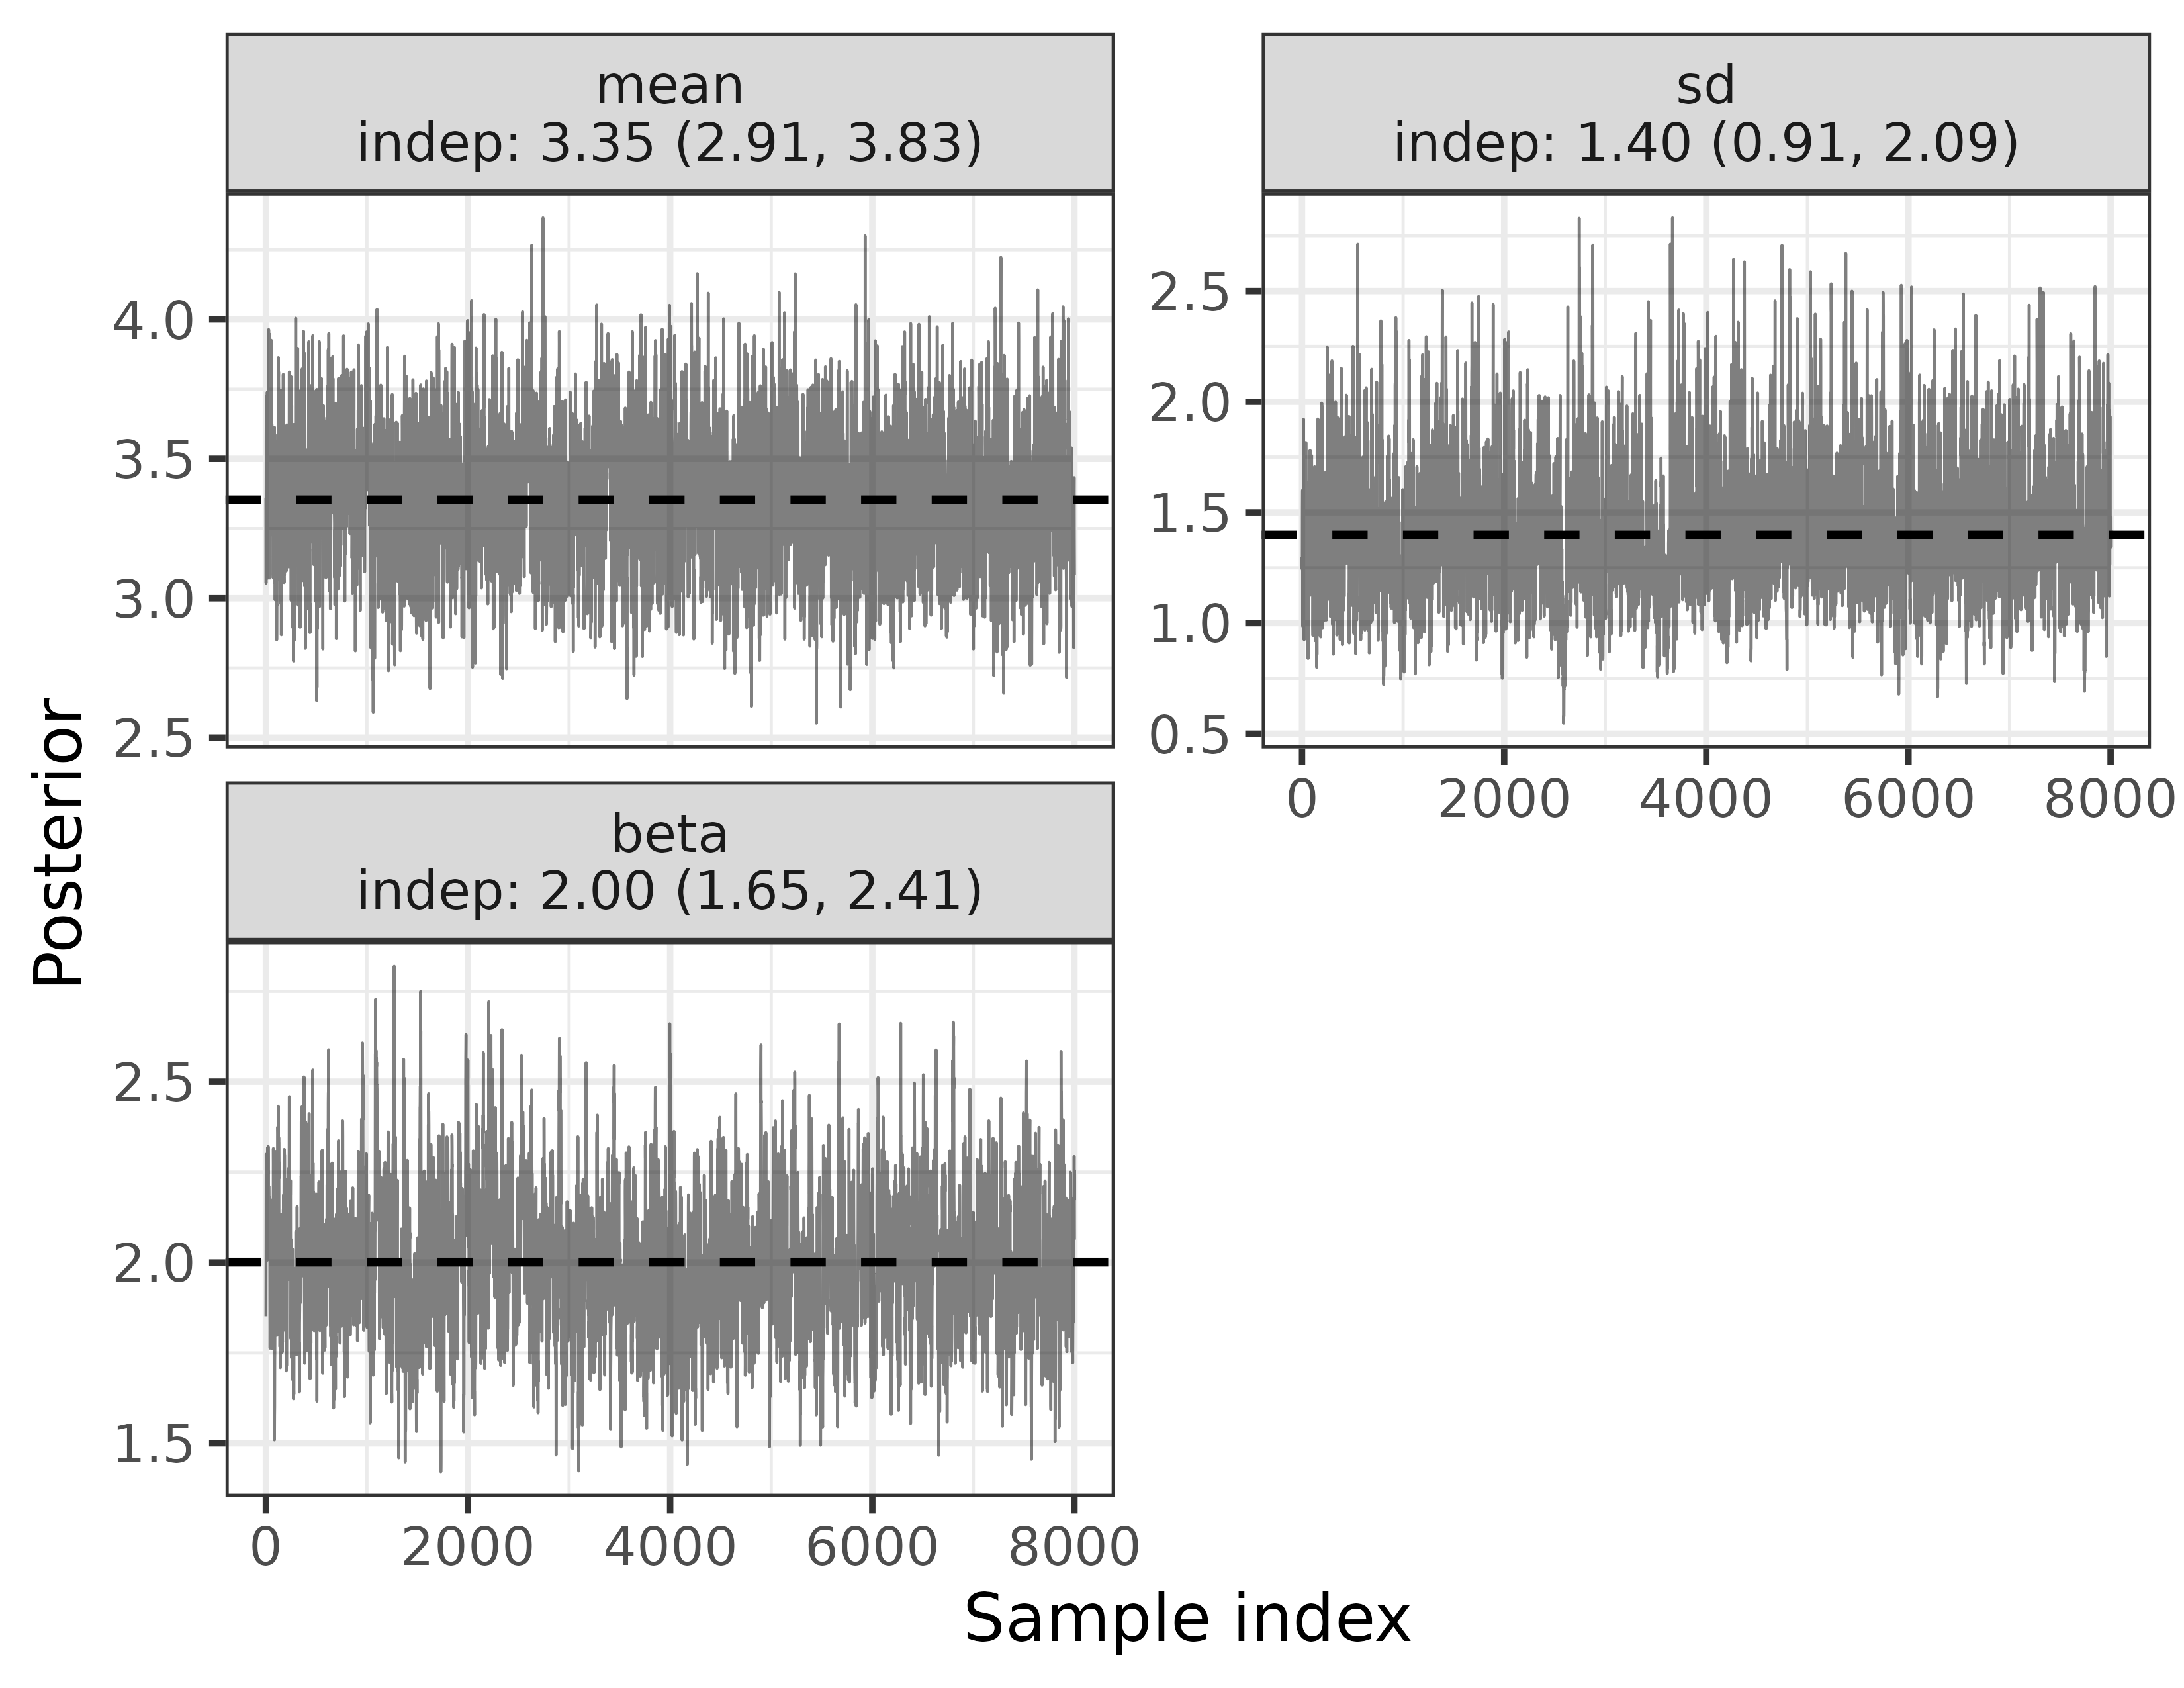 mean
indep: 3.35 (2.91, 3.83)
sd
indep: 1.40 (0.91, 2.09)
4.0
3.5
3.0
2.5
2.5
2.0
1.5
1.0
0.5
0 2000 4000 6000 8000
beta
indep: 2.00 (1.65, 2.41)
2.5
2.0
1.5
0 2000 4000 6000 8000
Posterior
Sample index